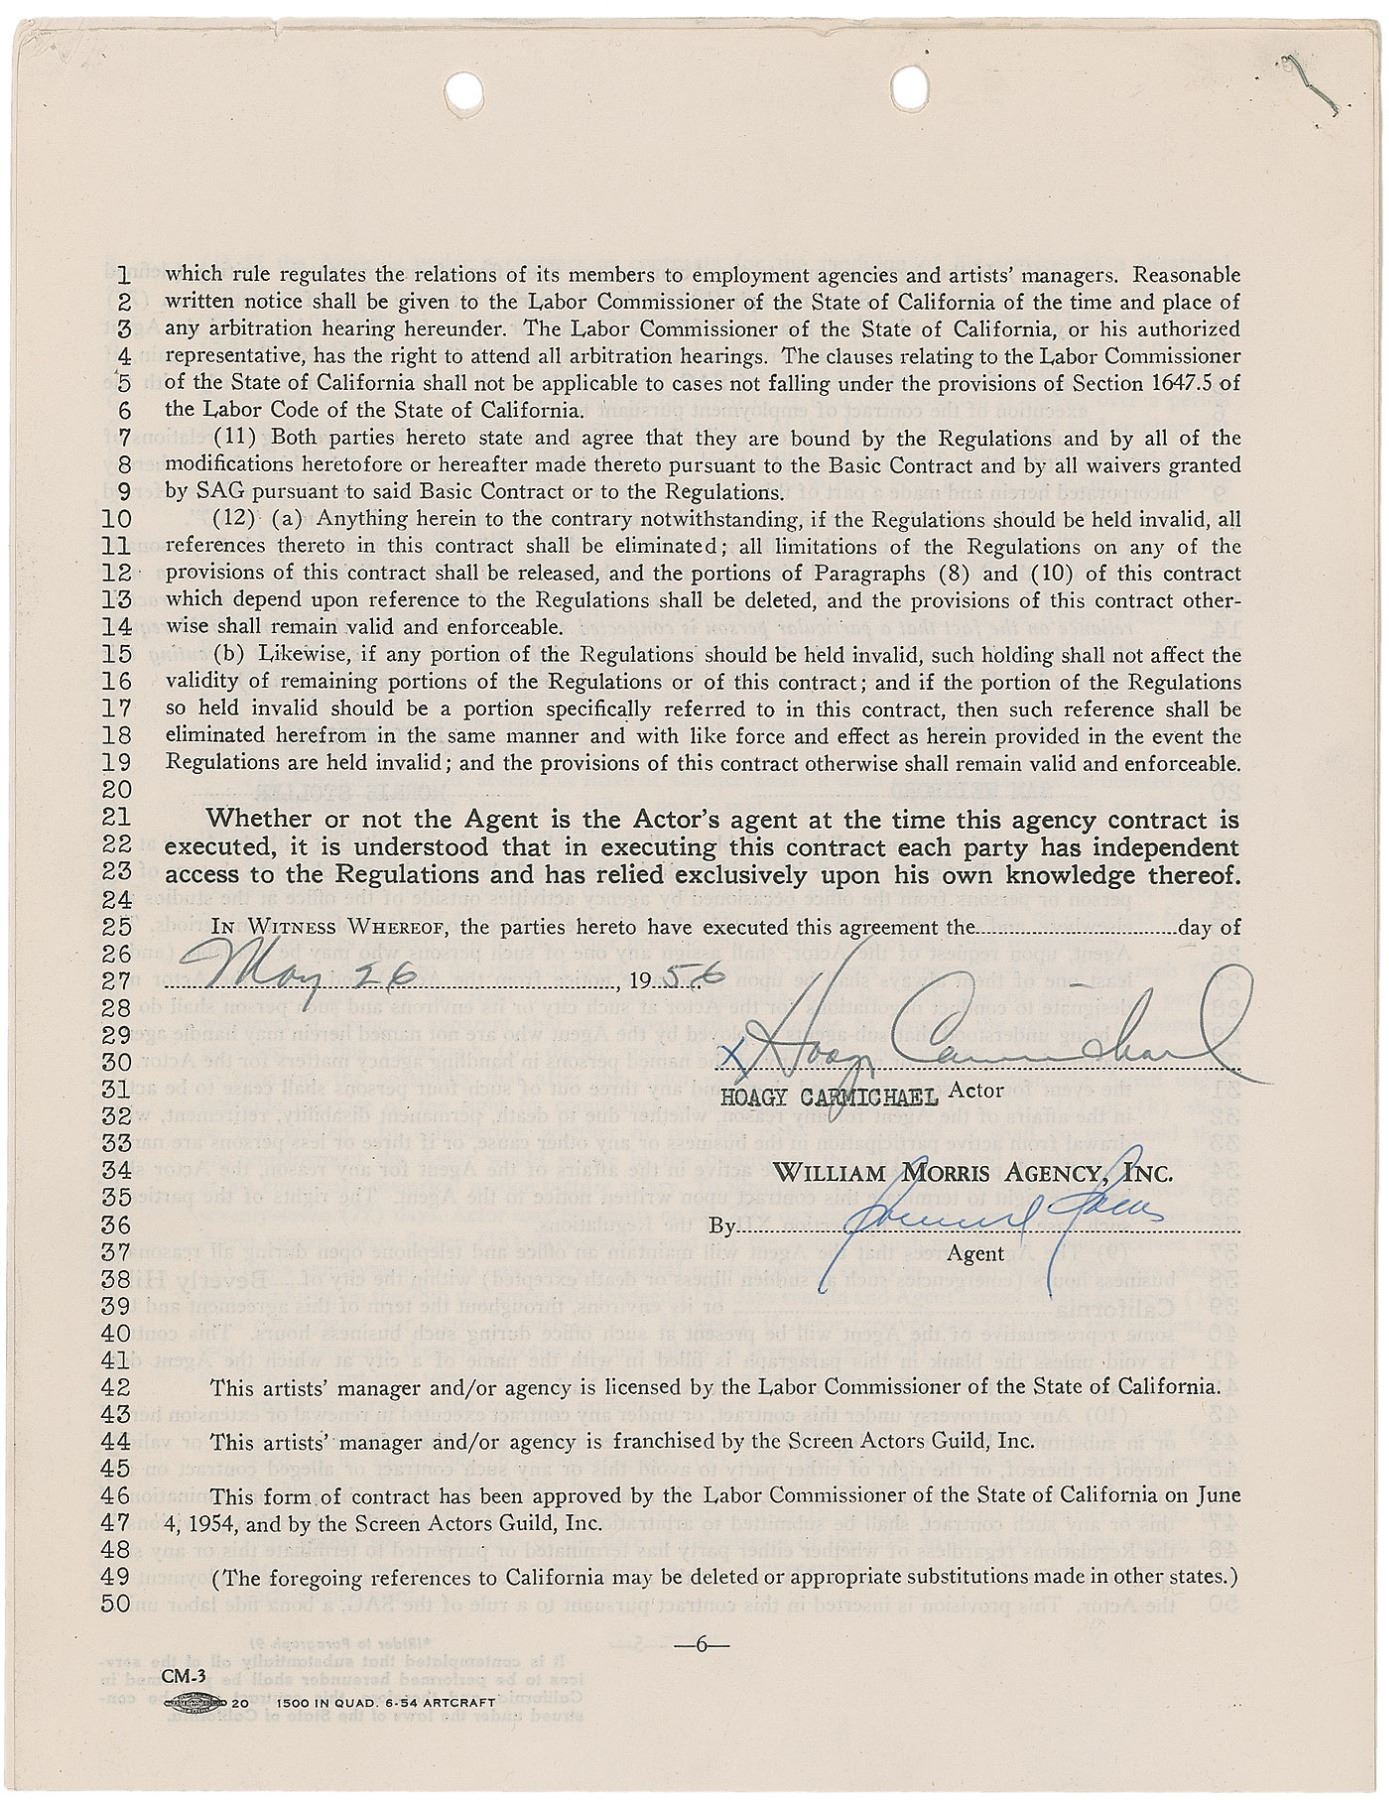 1 which rule regulates the relations of its members to employment agencies and artists' managers. Reasonable
2 written notice shall be given to the Labor Commissioner of the State of California of the time and place of
3 any arbitration hearing hereunder. The Labor Commissioner of the State of California, or his authorized
4 representative, has the right to attend all arbitration hearings. The clauses relating to the Labor Commissioner
5 of the State of California shall not be applicable to cases not falling under the provisions of Section 1647.5 of
6 the Labor Code of the State of California.
7 (11) Both parties hereto state and agree that they are bound by the Regulations and by all of the
8 modifications heretofore or hereafter made thereto pursuant to the Basic Contract and by all waivers granted
9 by SAG pursuant to said Basic Contract or to the Regulations.
10 (12) (a) Anything herein to the contrary notwithstanding, if the Regulations should be held invalid, all
11 references thereto in this contract shall be eliminated; all limitations of the Regulations on any of the
12 provisions of this contract shall be released, and the portions of Paragraphs (8) and (10) of this contract
13 which depend upon reference to the Regulations shall be deleted, and the provisions of this contract other-
14 wise shall remain valid and enforceable.
15 (b) Likewise, if any portion of the Regulations should be held invalid, such holding shall not affect the
16 validity of remaining portions of the Regulations or of this contract; and if the portion of the Regulations
17 so held invalid should be a portion specifically referred to in this contract, then such reference shall be
18 eliminated herefrom in the same manner and with like force and effect as herein provided in the event the
19 Regulations are held invalid; and the provisions of this contract otherwise shall remain valid and enforceable.
20
21 Whether or not the Agent is the Actor's agent at the time this agency contract is
22 executed, it is understood that in executing this contract each party has independent
23 access to the Regulations and has relied exclusively upon his own knowledge thereof.
24
25 IN WITNESS WHEREOF, the parties hereto have executed this agreement the..............................day of
26
27 May 26, 1956
28
29
30 X Hoagy Carmichael
31 HOAGY CARMICHAEL Actor
32
33
34 WILLIAM MORRIS AGENCY, INC.
35
36 By
37 Agent
38
39
40
41
42 This artists' manager and/or agency is licensed by the Labor Commissioner of the State of California.
43
44 This artists' manager and/or agency is franchised by the Screen Actors Guild, Inc.
45
46 This form of contract has been approved by the Labor Commissioner of the State of California on June
47 4, 1954, and by the Screen Actors Guild, Inc.
48
49 (The foregoing references to California may be deleted or appropriate substitutions made in other states.)
50
—6—
CM-3
20 1500 IN QUAD. 6-54 ARTCRAFT